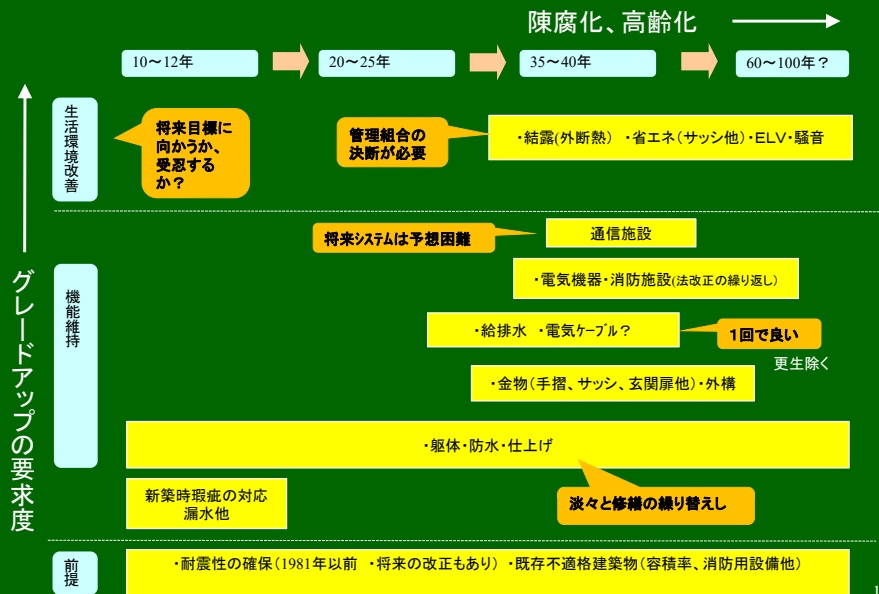 陳腐化、高齢化
10～12年
20～25年
35～40年
60～100年？
グレードアップの要求度
生活環境改善
将来目標に
向かうか、
受忍する
か？
管理組合の
決断が必要
・結露(外断熱) ・省エネ(サッシ他)・ELV・騒音
機能維持
将来ｼｽﾃﾑは予想困難
通信施設
・電気機器・消防施設(法改正の繰り返し)
・給排水 ・電気ｹｰﾌﾞﾙ？
1回で良い
更生除く
・金物(手摺、サッシ、玄関扉他)・外構
・躯体・防水・仕上げ
新築時瑕疵の対応
漏水他
淡々と修繕の繰り替えし
前提
・耐震性の確保(1981年以前 ・将来の改正もあり) ・既存不適格建築物(容積率、消防用設備他)
1